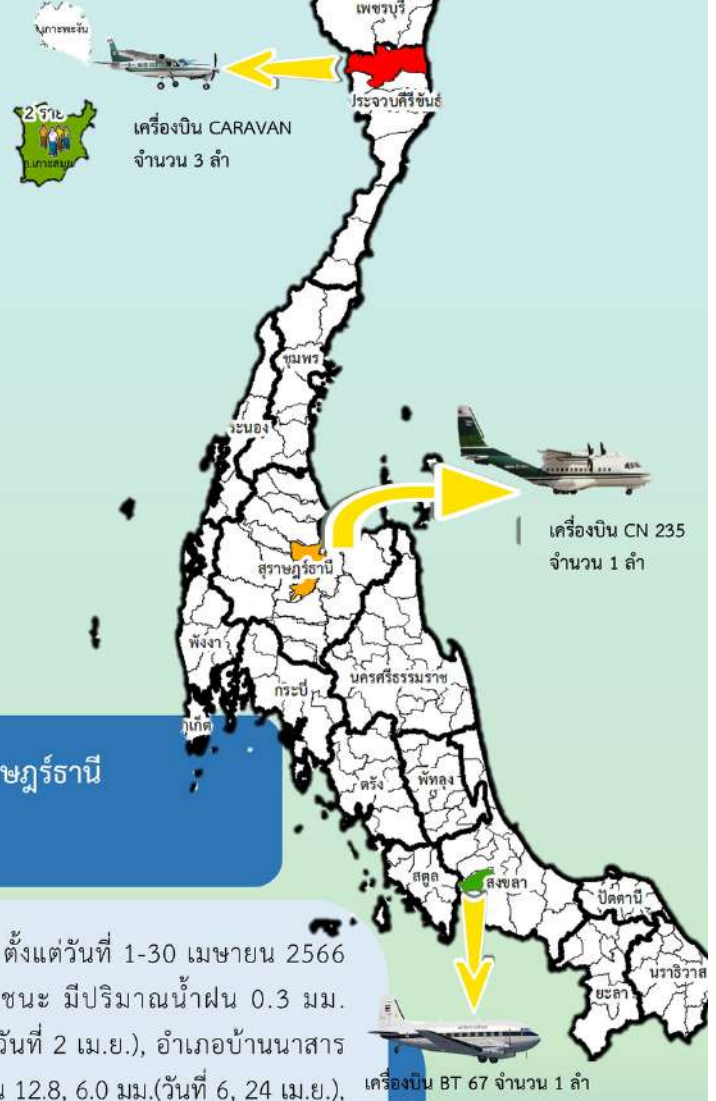 เพชรบุรี
เกาะพะงัน
ประจวบคีรีขันธ์
2 ราย
อ.เกาะสมุย
เครื่องบิน CARAVAN
จำนวน 3 ลำ
ชุมพร
ระนอง
เครื่องบิน CN 235
จำนวน 1 ลำ
สุราษฎร์ธานี
พังงา
นครศรีธรรมราช
กระบี่
ภูเก็ต
ษฎร์ธานี
ตรัง
พัทลุง
สตูล
สงขลา
ปัตตานี
ยะลา
นราธิวาส
ตั้งแต่วันที่ 1-30 เมษายน 2566
ชนะ มีปริมาณน้ำฝน 0.3 มม.
วันที่ 2 เม.ย.), อำเภอบ้านนาสาร
น 12.8, 6.0 มม.(วันที่ 6, 24 เม.ย.),
เครื่องบิน BT 67 จำนวน 1 ลำ